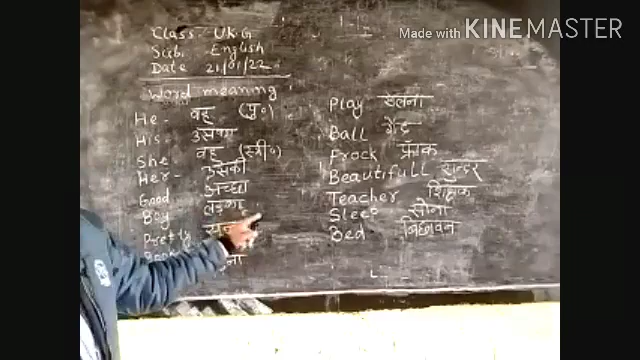 Made with KINEMASTER
Class UKG
Subj. English
Date 21/01/22
Word meaning
He - वह (पु०)
His - उसका
She वह (स्त्री०)
Her - उसकी
Good अच्छा
Boy लड़का
Pretty
Play खेलना
Ball गेंद
Frock फ्रॉक
Beautifull सुन्दर
Teacher शिक्षक
Sleep सोना
Bed